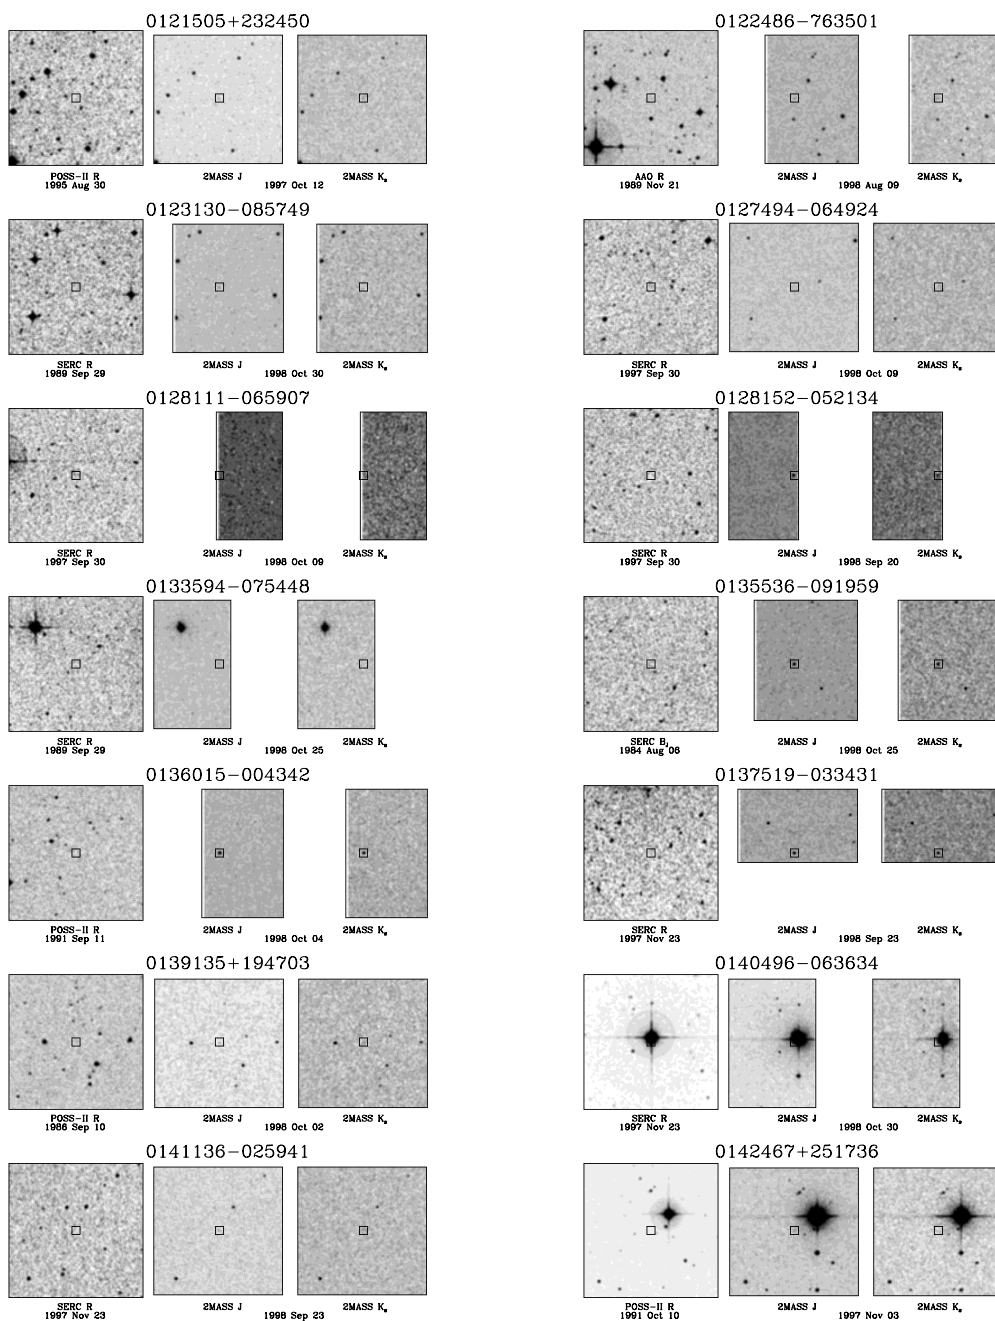 0121505+232450
POSS-II R
1995 Aug 30
2MASS J
1997 Oct 12
2MASS Ks
0122486-763501
AAO R
1989 Nov 21
2MASS J
1998 Aug 09
2MASS Ks
0123130-085749
SERC R
1989 Sep 29
2MASS J
1998 Oct 30
2MASS Ks
0127494-064924
SERC R
1997 Sep 30
2MASS J
1998 Oct 09
2MASS Ks
0128111-065907
SERC R
1997 Sep 30
2MASS J
1998 Oct 09
2MASS Ks
0128152-052134
SERC R
1997 Sep 30
2MASS J
1998 Sep 20
2MASS Ks
0133594-075448
SERC R
1989 Sep 29
2MASS J
1998 Oct 25
2MASS Ks
0135536-091959
SERC BJ
1984 Aug 06
2MASS J
1998 Oct 25
2MASS Ks
0136015-004342
POSS-II R
1991 Sep 11
2MASS J
1998 Oct 04
2MASS Ks
0137519-033431
SERC R
1997 Nov 23
2MASS J
1998 Sep 23
2MASS Ks
0139135+194703
POSS-II R
1986 Sep 10
2MASS J
1998 Oct 02
2MASS Ks
0140496-063634
SERC R
1997 Nov 23
2MASS J
1998 Oct 30
2MASS Ks
0141136-025941
SERC R
1997 Nov 23
2MASS J
1998 Sep 23
2MASS Ks
0142467+251736
POSS-II R
1991 Oct 10
2MASS J
1997 Nov 03
2MASS Ks